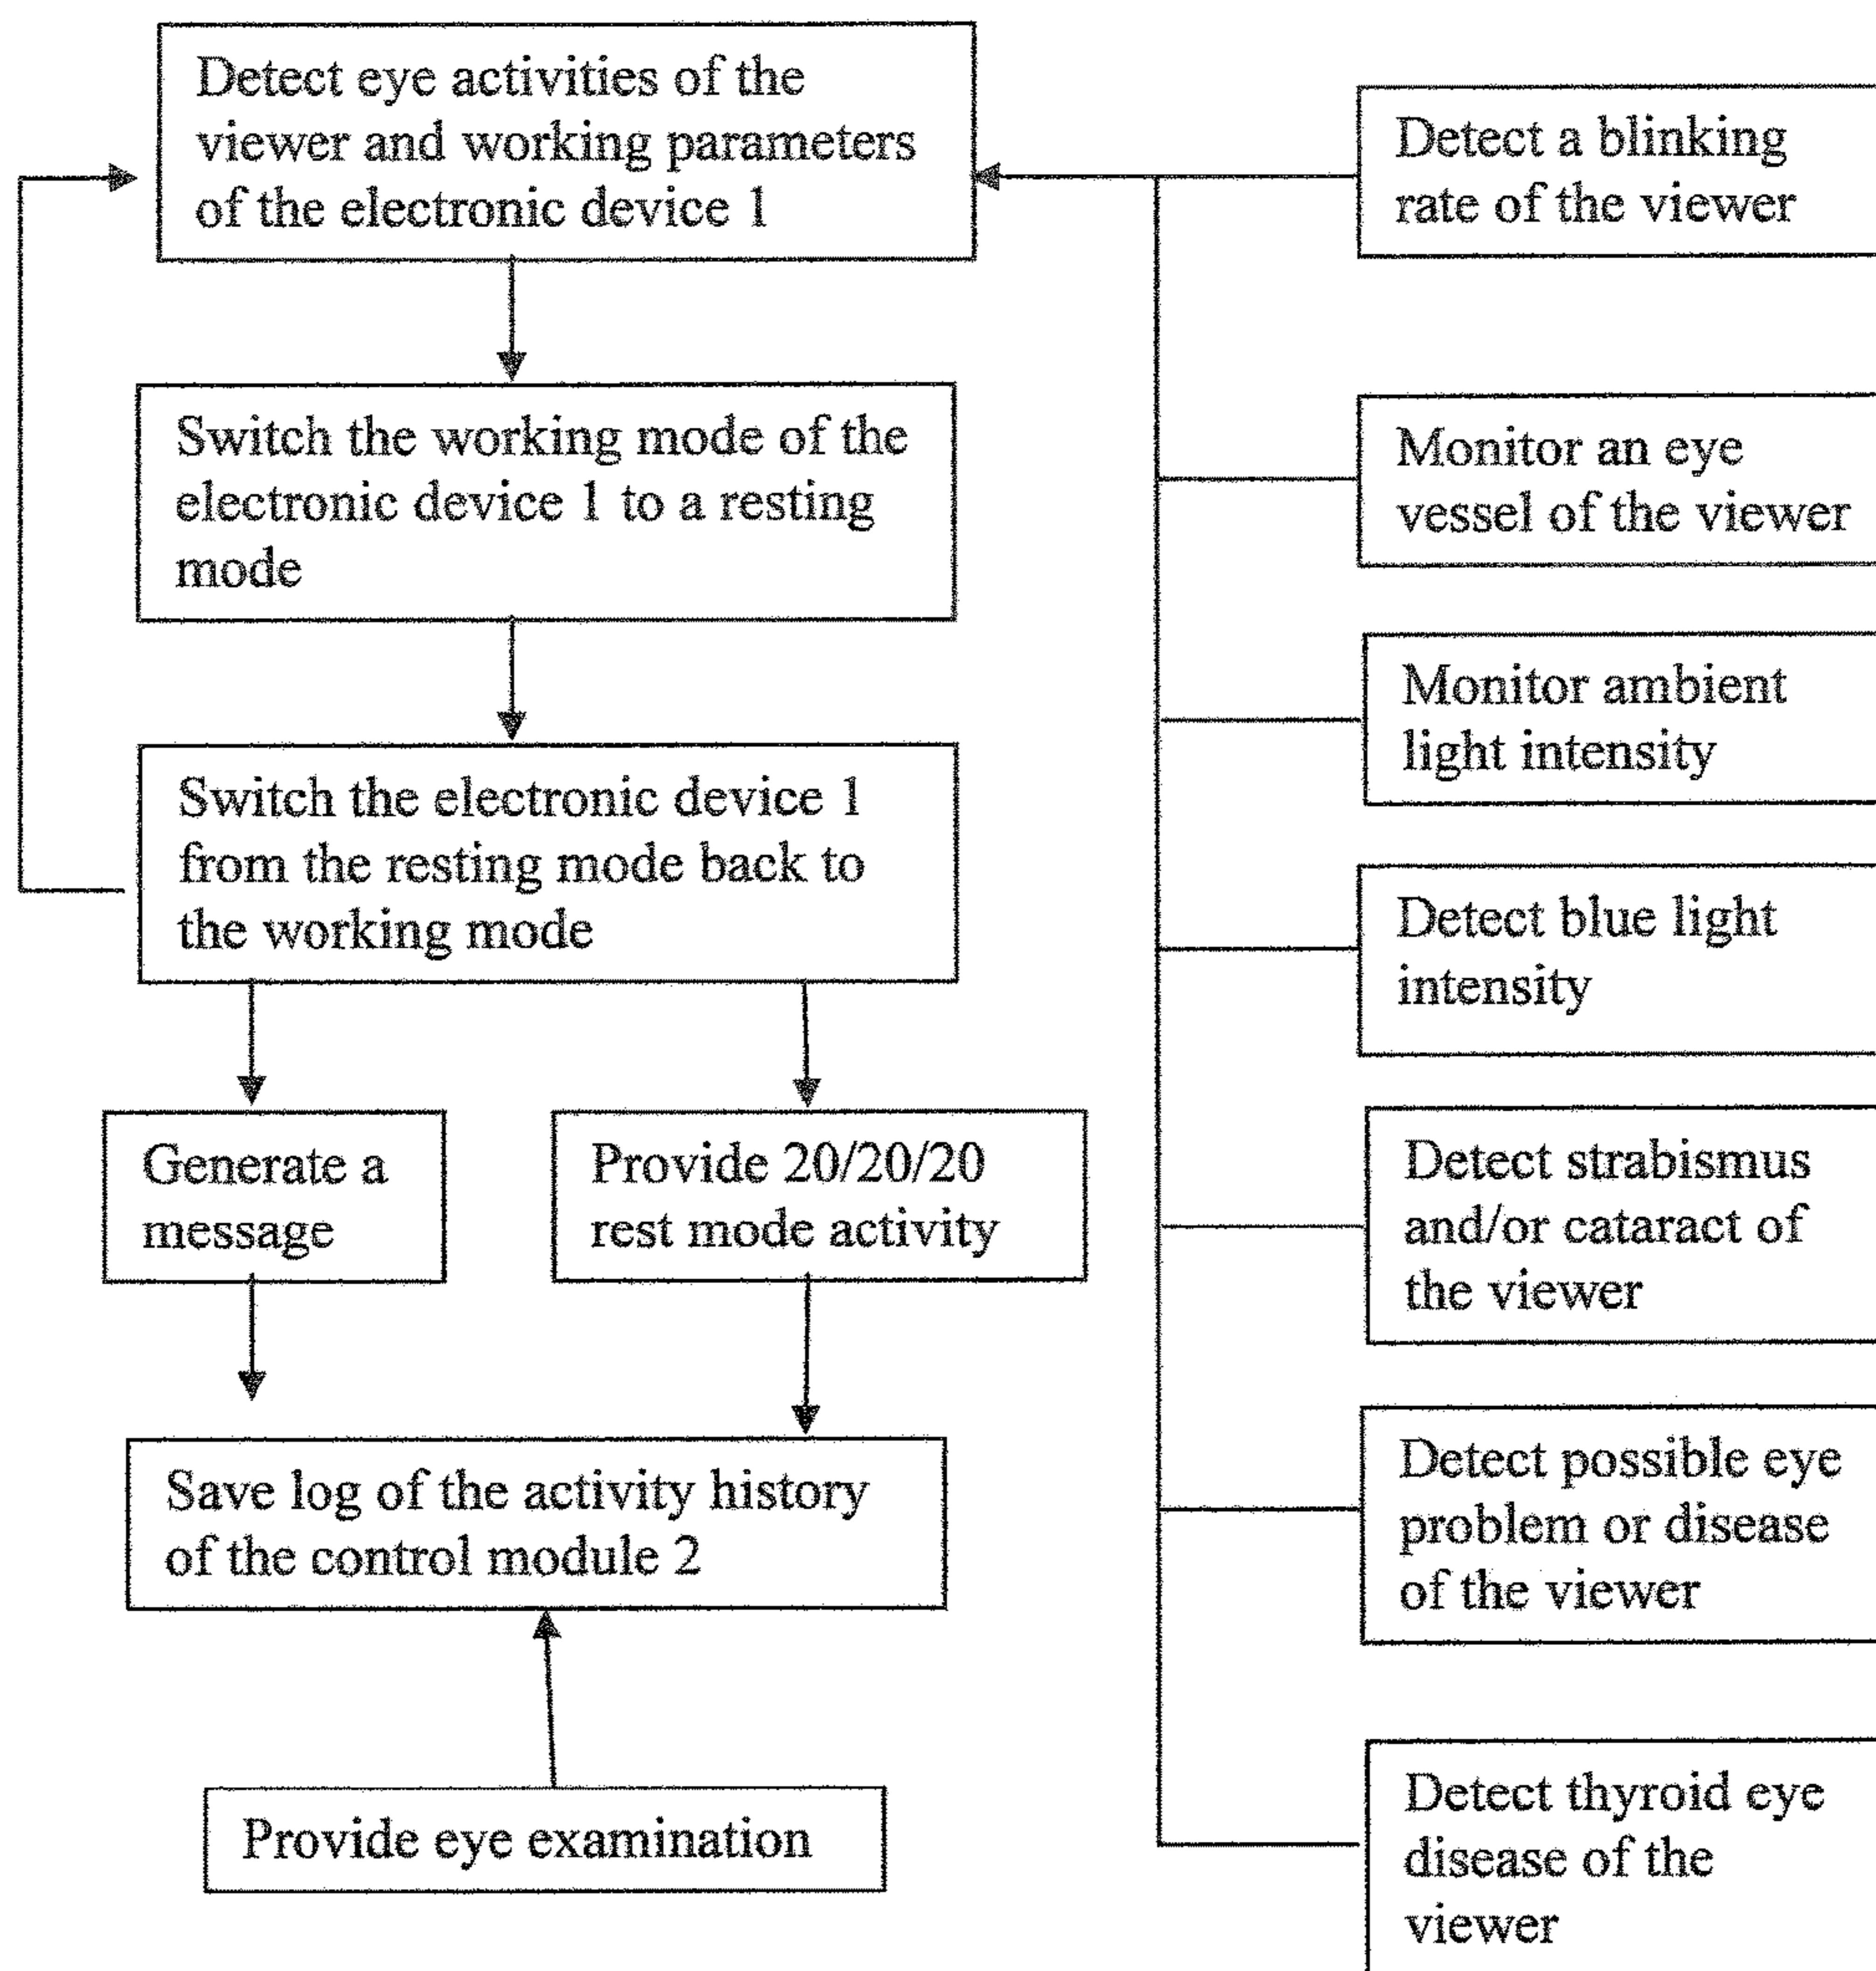 Detect eye activities of the
viewer and working parameters
of the electronic device 1
Switch the working mode of the
electronic device 1 to a resting
mode
Switch the electronic device 1
from the resting mode back to
the working mode
Generate a
message
Provide 20/20/20
rest mode activity
Save log of the activity history
of the control module 2
Provide eye examination
Detect a blinking
rate of the viewer
Monitor an eye
vessel of the viewer
Monitor ambient
light intensity
Detect blue light
intensity
Detect strabismus
and/or cataract of
the viewer
Detect possible eye
problem or disease
of the viewer
Detect thyroid eye
disease of the
viewer